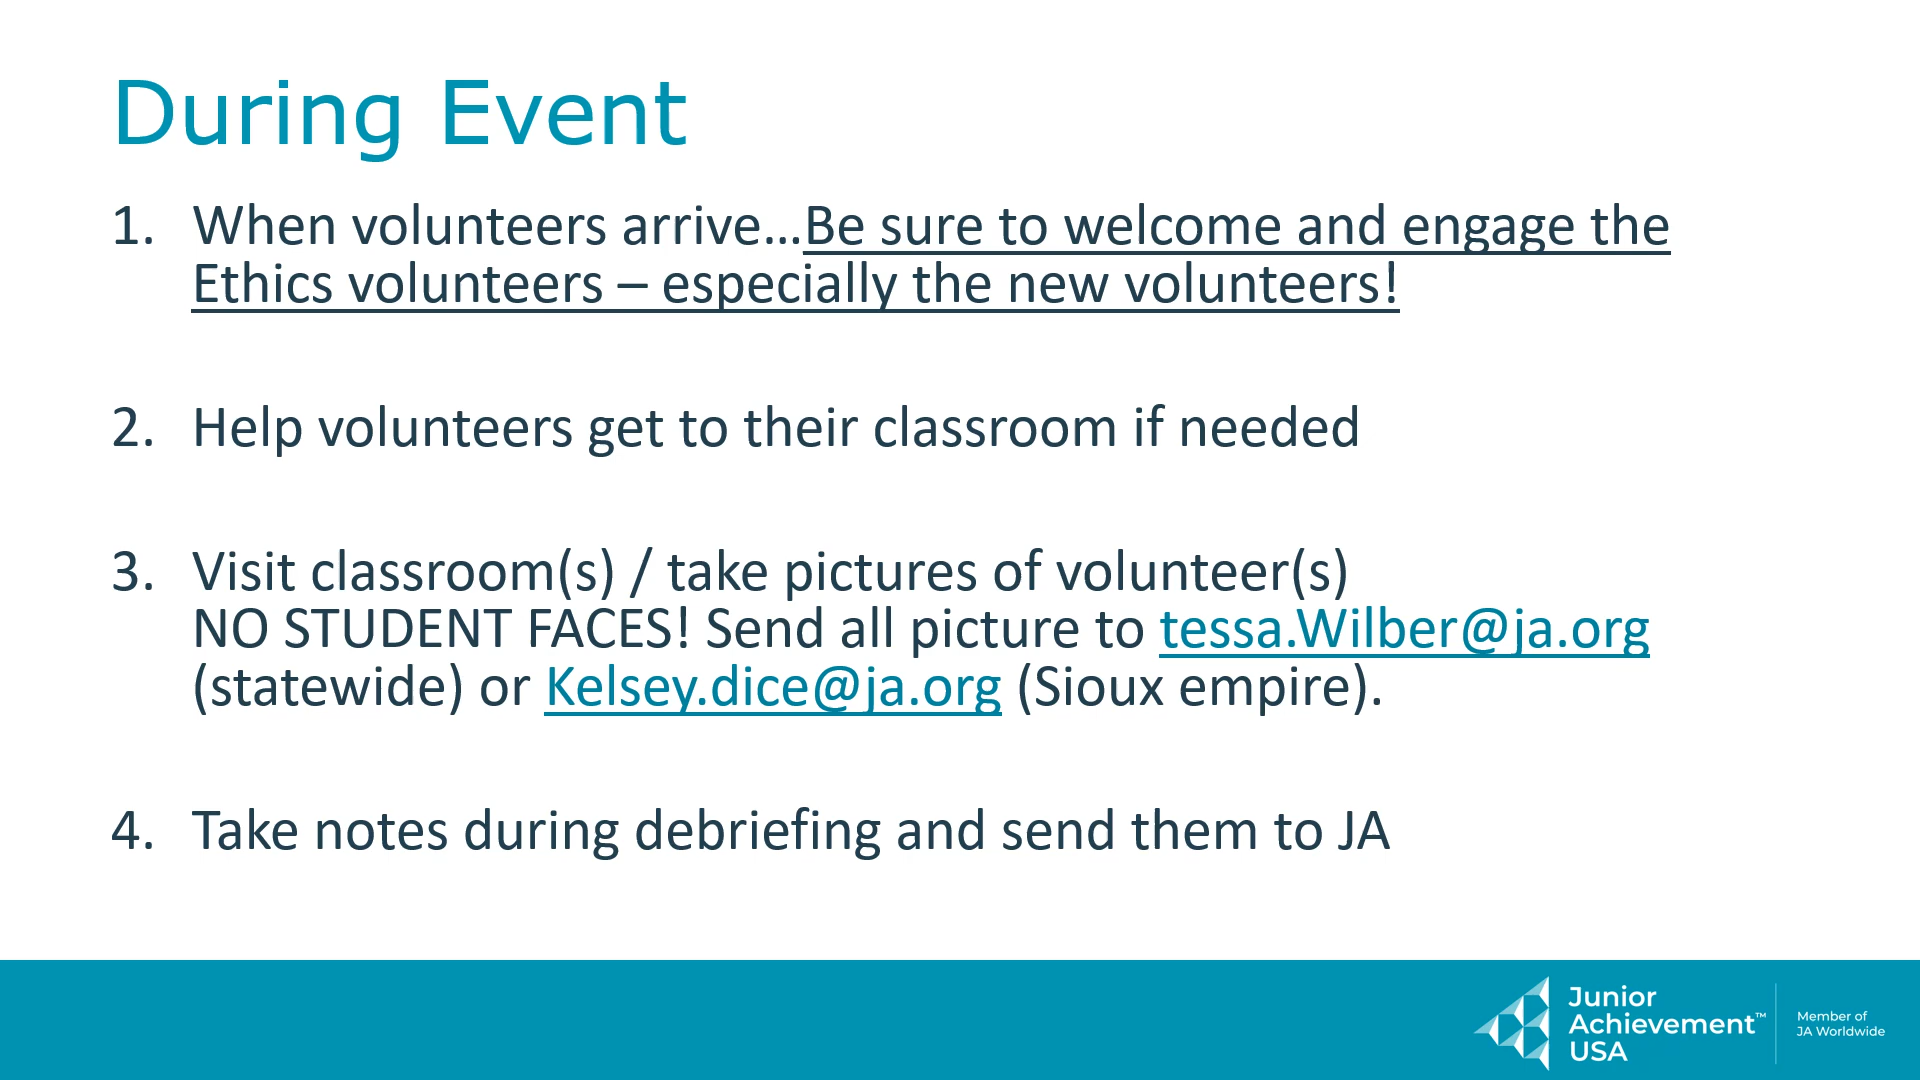 During Event
1. When volunteers arrive…Be sure to welcome and engage the
Ethics volunteers – especially the new volunteers!
2. Help volunteers get to their classroom if needed
3. Visit classroom(s) / take pictures of volunteer(s)
NO STUDENT FACES! Send all picture to tessa.Wilber@ja.org
(statewide) or Kelsey.dice@ja.org (Sioux empire).
4. Take notes during debriefing and send them to JA
Junior
Achievement™
USA
Member of
JA Worldwide